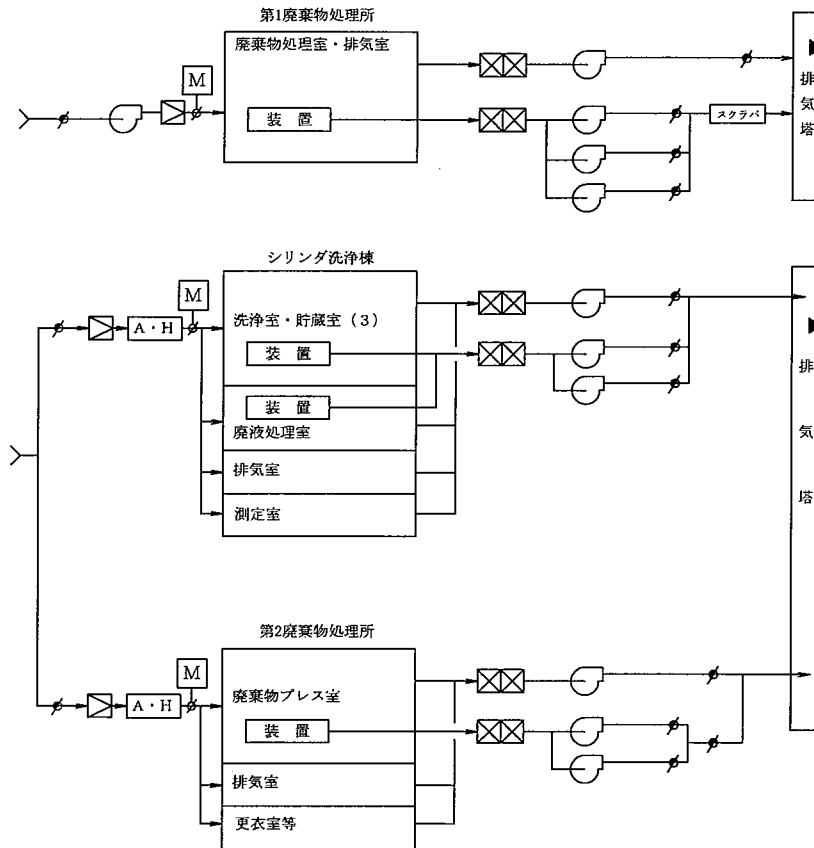 第1廃棄物処理所
廃棄物処理室・排気室
M
装 置
スクラバ
排
気
塔
シリンダ洗浄棟
M
A・H
洗浄室・貯蔵室（3）
装 置
装 置
廃液処理室
排気室
測定室
排
気
塔
第2廃棄物処理所
M
A・H
廃棄物プレス室
装 置
排気室
更衣室等